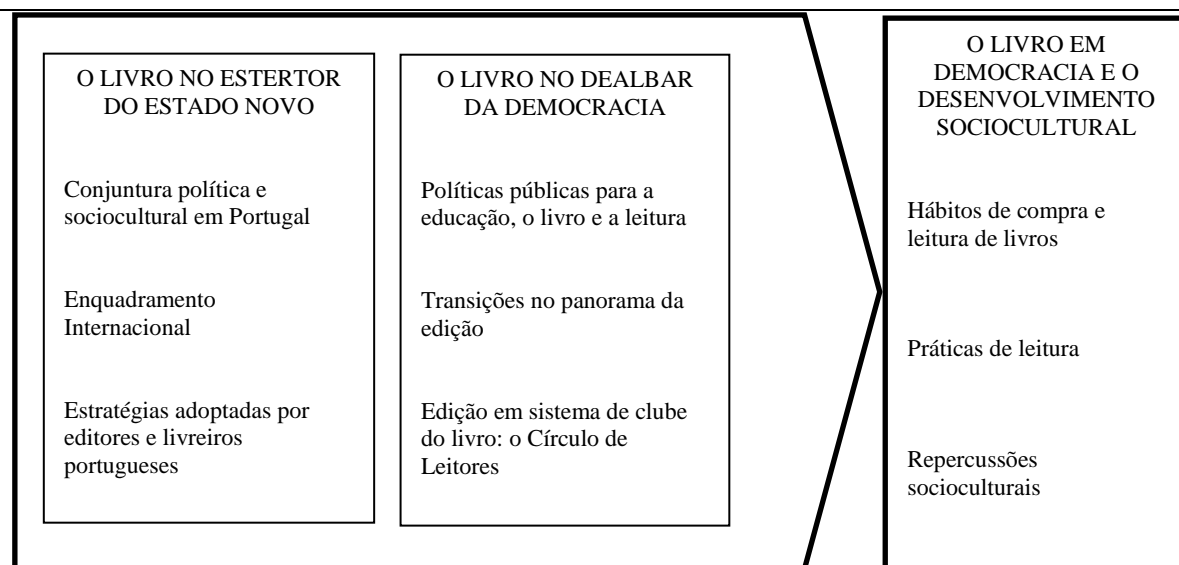 O LIVRO NO ESTERTOR
DO ESTADO NOVO
Conjuntura política e
sociocultural em Portugal
Enquadramento
Internacional
Estratégias adoptadas por
editores e livreiros
portugueses
O LIVRO NO DEALBAR
DA DEMOCRACIA
Políticas públicas para a
educação, o livro e a leitura
Transições no panorama da
edição
Edição em sistema de clube
do livro: o Círculo de
Leitores
O LIVRO EM
DEMOCRACIA E O
DESENVOLVIMENTO
SOCIOCULTURAL
Hábitos de compra e
leitura de livros
Práticas de leitura
Repercussões
socioculturais